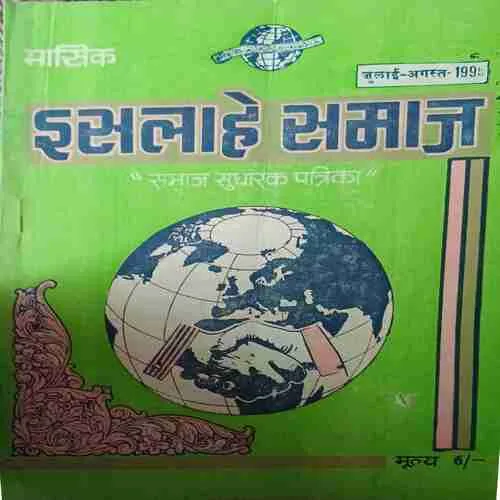 मासिक
जुलाई-अगस्त-199
इसलाहे समाज
"समाज सुधारक पत्रिका"
मूल्य 6/-